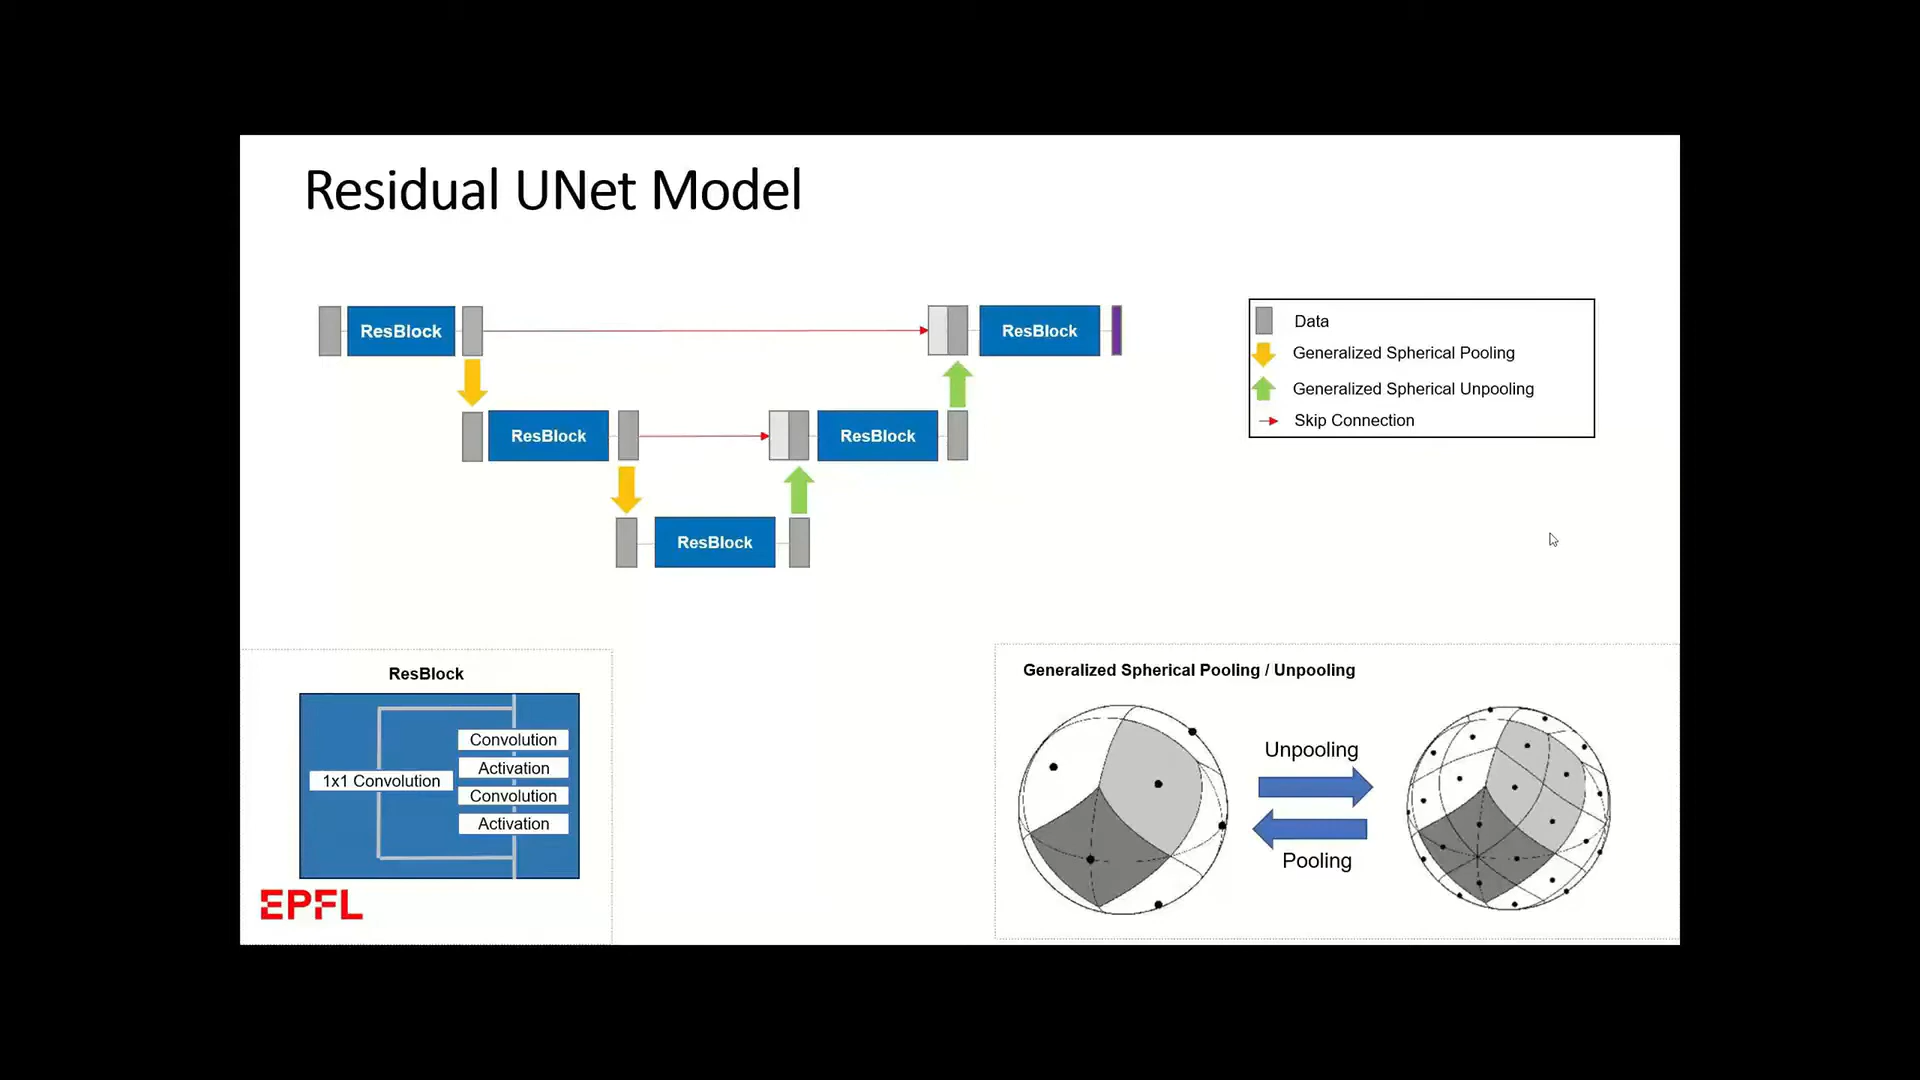 Residual UNet Model
ResBlock
ResBlock
Data
Generalized Spherical Pooling
Generalized Spherical Unpooling
Skip Connection
ResBlock
ResBlock
ResBlock
ResBlock
Convolution
Activation
1x1 Convolution
Convolution
Activation
EPFL
Generalized Spherical Pooling / Unpooling
Unpooling
Pooling